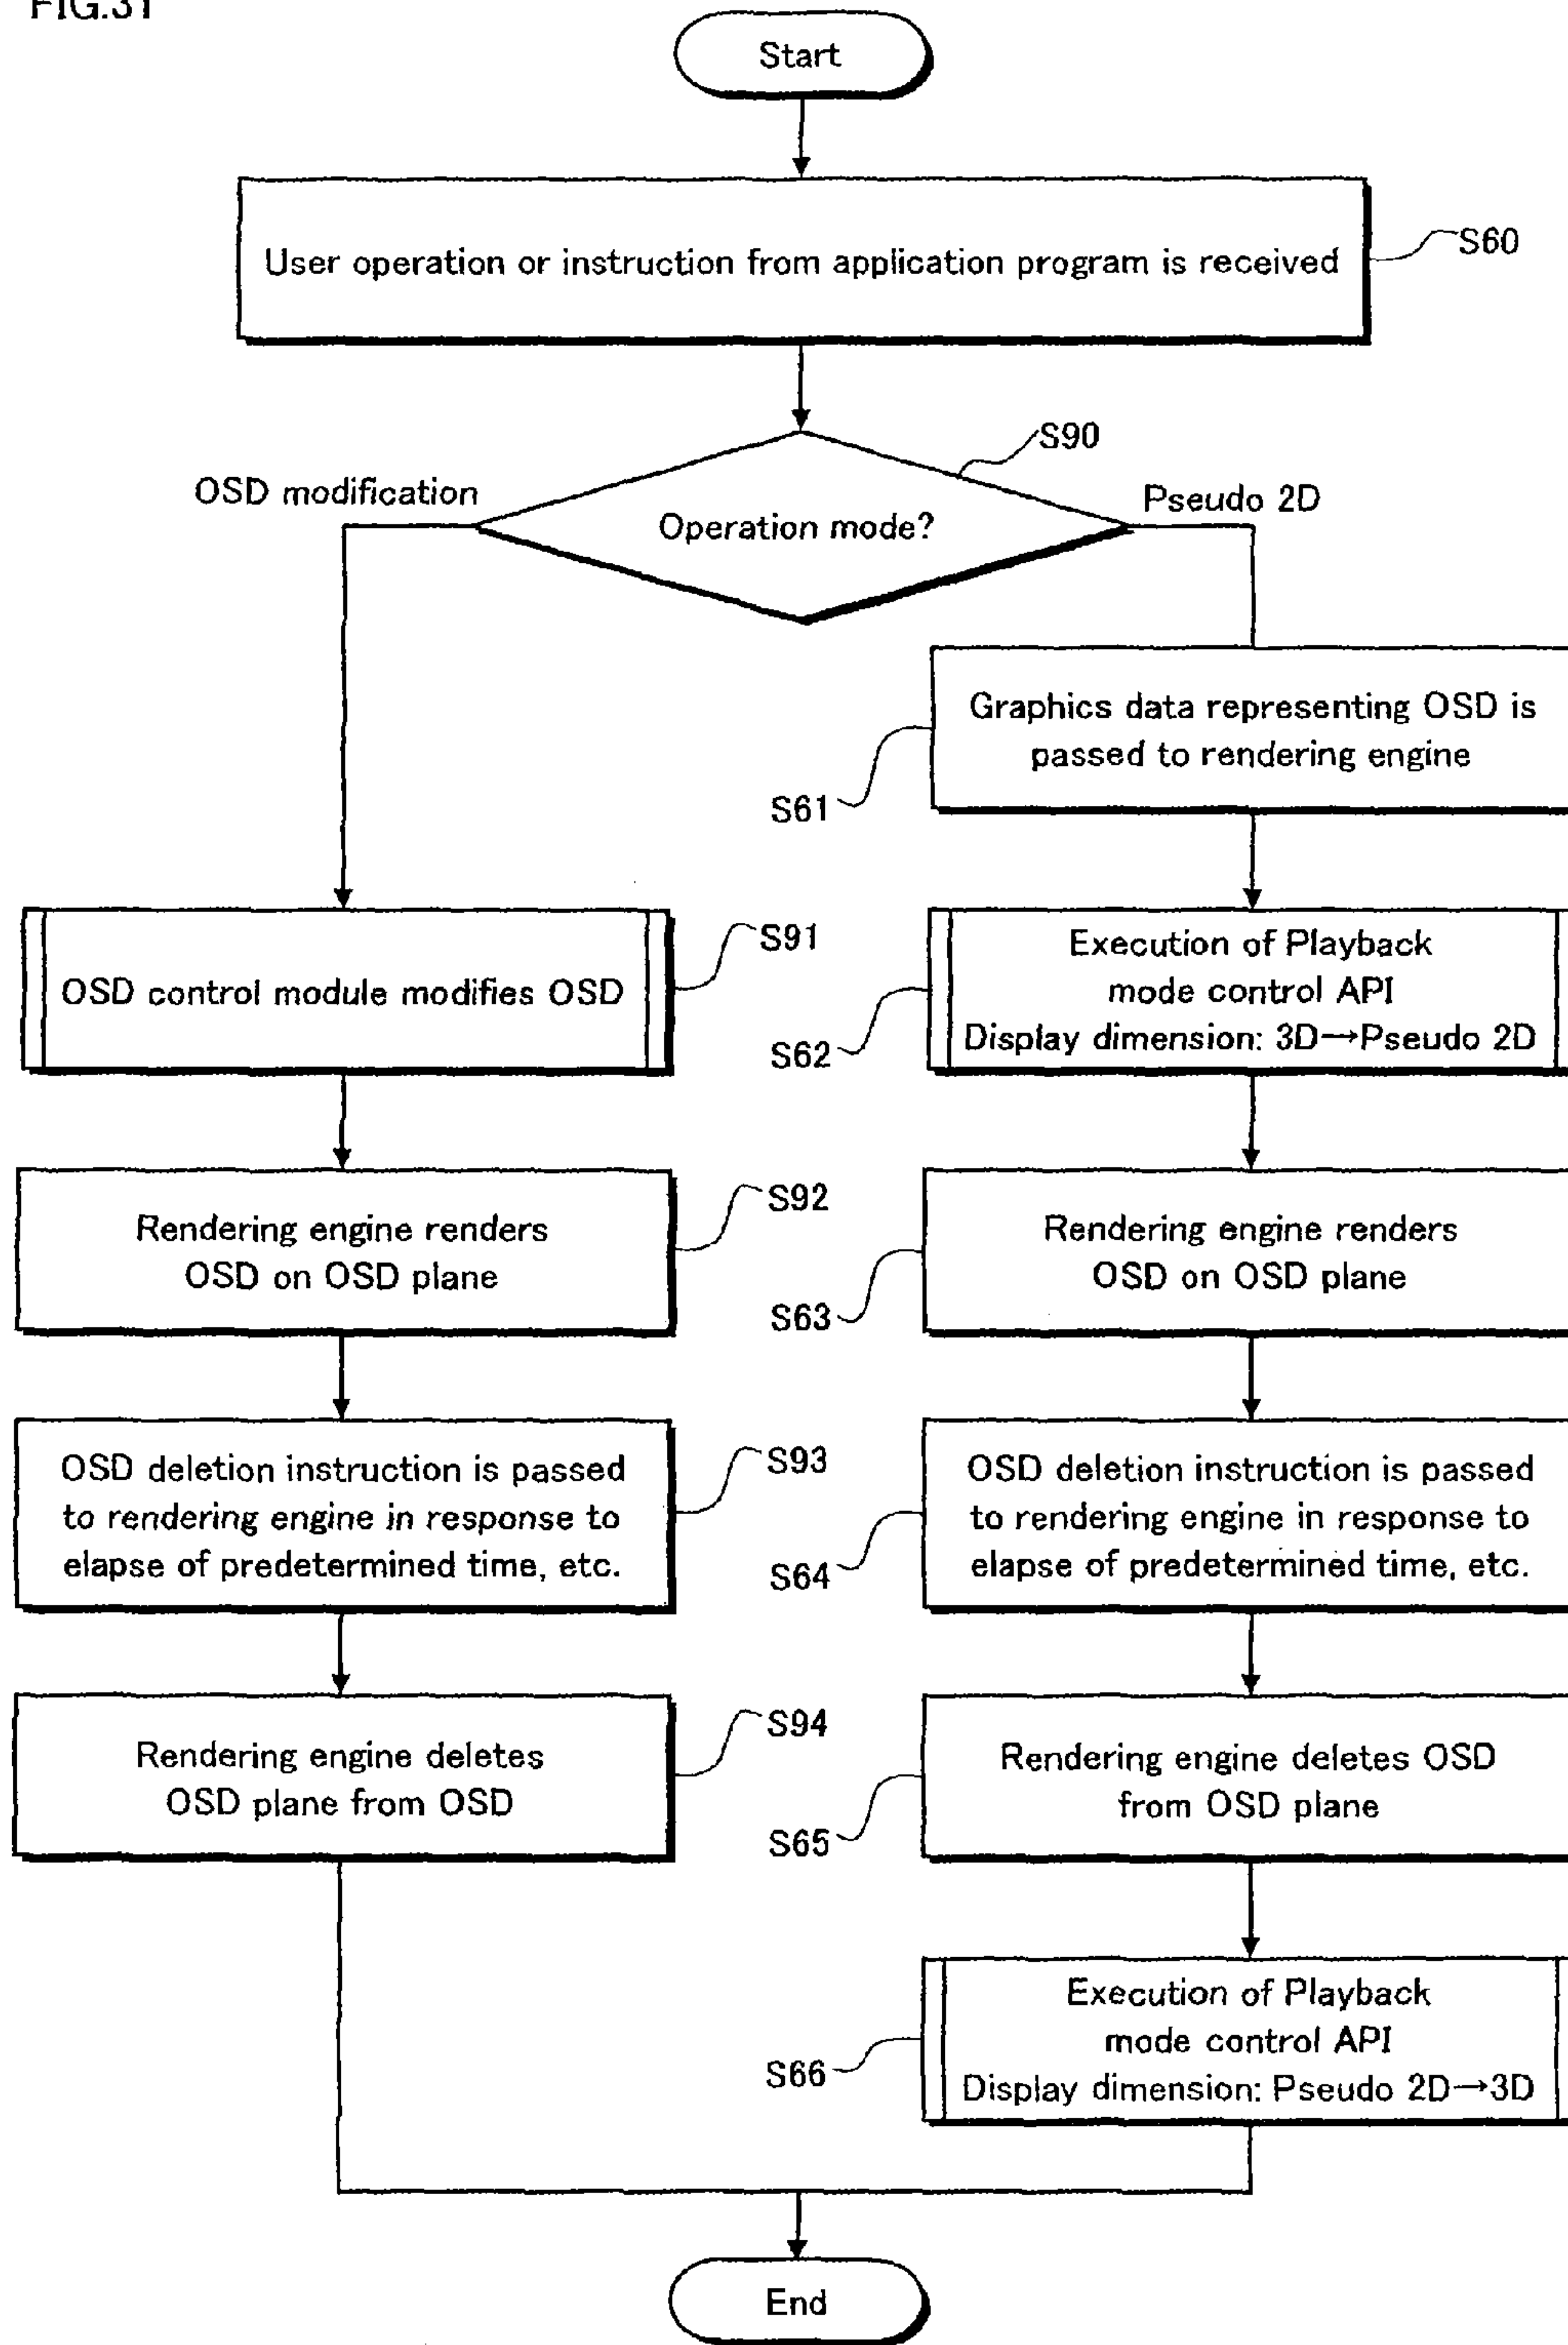 FIG.31
Start
User operation or instruction from application program is received
S60
S90
OSD modification
Operation mode?
Pseudo 2D
Graphics data representing OSD is
passed to rendering engine
S61
OSD control module modifies OSD
S91
Execution of Playback
mode control API
Display dimension: 3D→Pseudo 2D
S62
Rendering engine renders
OSD on OSD plane
S92
Rendering engine renders
OSD on OSD plane
S63
OSD deletion instruction is passed
to rendering engine in response to
elapse of predetermined time, etc.
S93
OSD deletion instruction is passed
to rendering engine in response to
elapse of predetermined time, etc.
S64
Rendering engine deletes
OSD plane from OSD
S94
Rendering engine deletes OSD
from OSD plane
S65
Execution of Playback
mode control API
Display dimension: Pseudo 2D→3D
S66
End